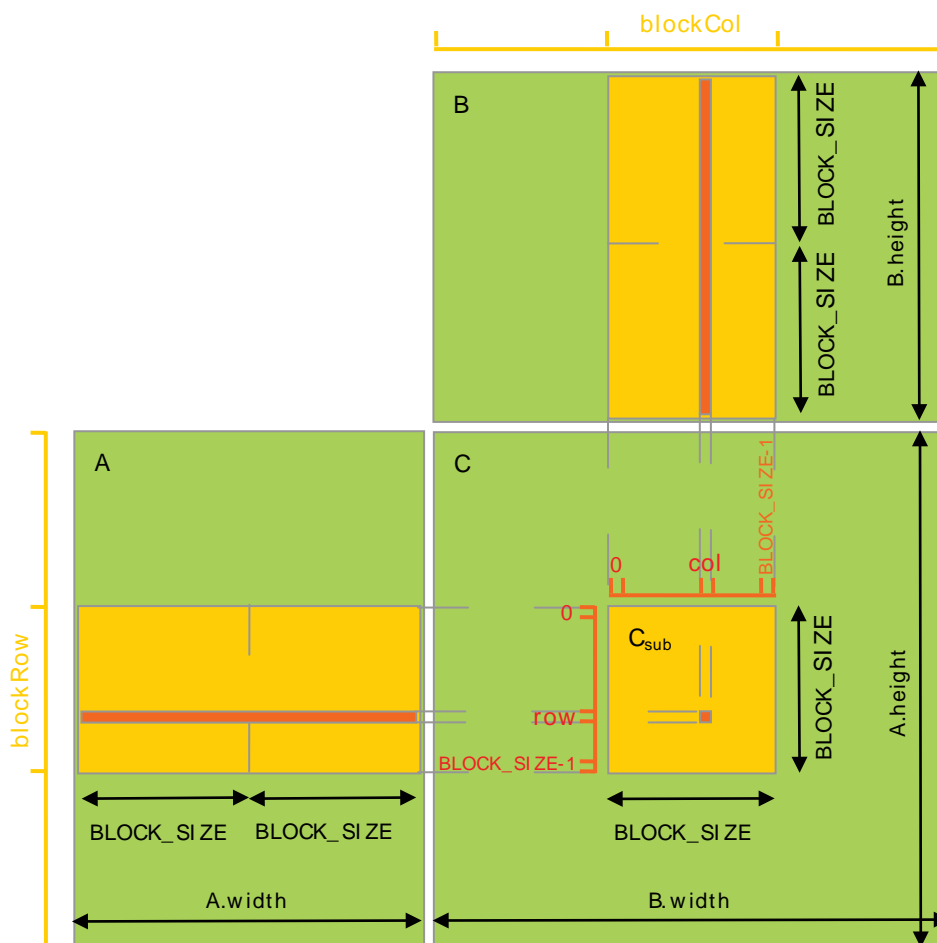 blockCol
B
BLOCK_SIZE
B.height
BLOCK_SIZE
A
C
BLOCK_SIZE-1
0
col
0
C_sub
blockRow
row
BLOCK_SIZE
A.height
BLOCK_SIZE-1
BLOCK_SIZE
BLOCK_SIZE
BLOCK_SIZE
A.width
B.width